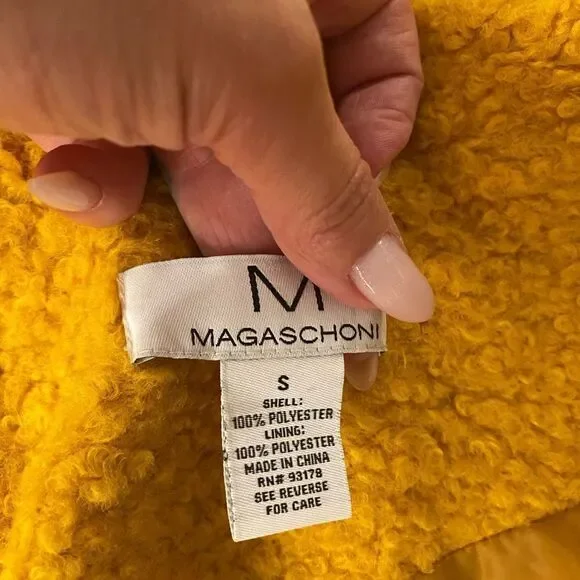 M
MAGASCHONI
S
SHELL:
100% POLYESTER
LINING:
100% POLYESTER
MADE IN CHINA
RN# 93178
SEE REVERSE
FOR CARE